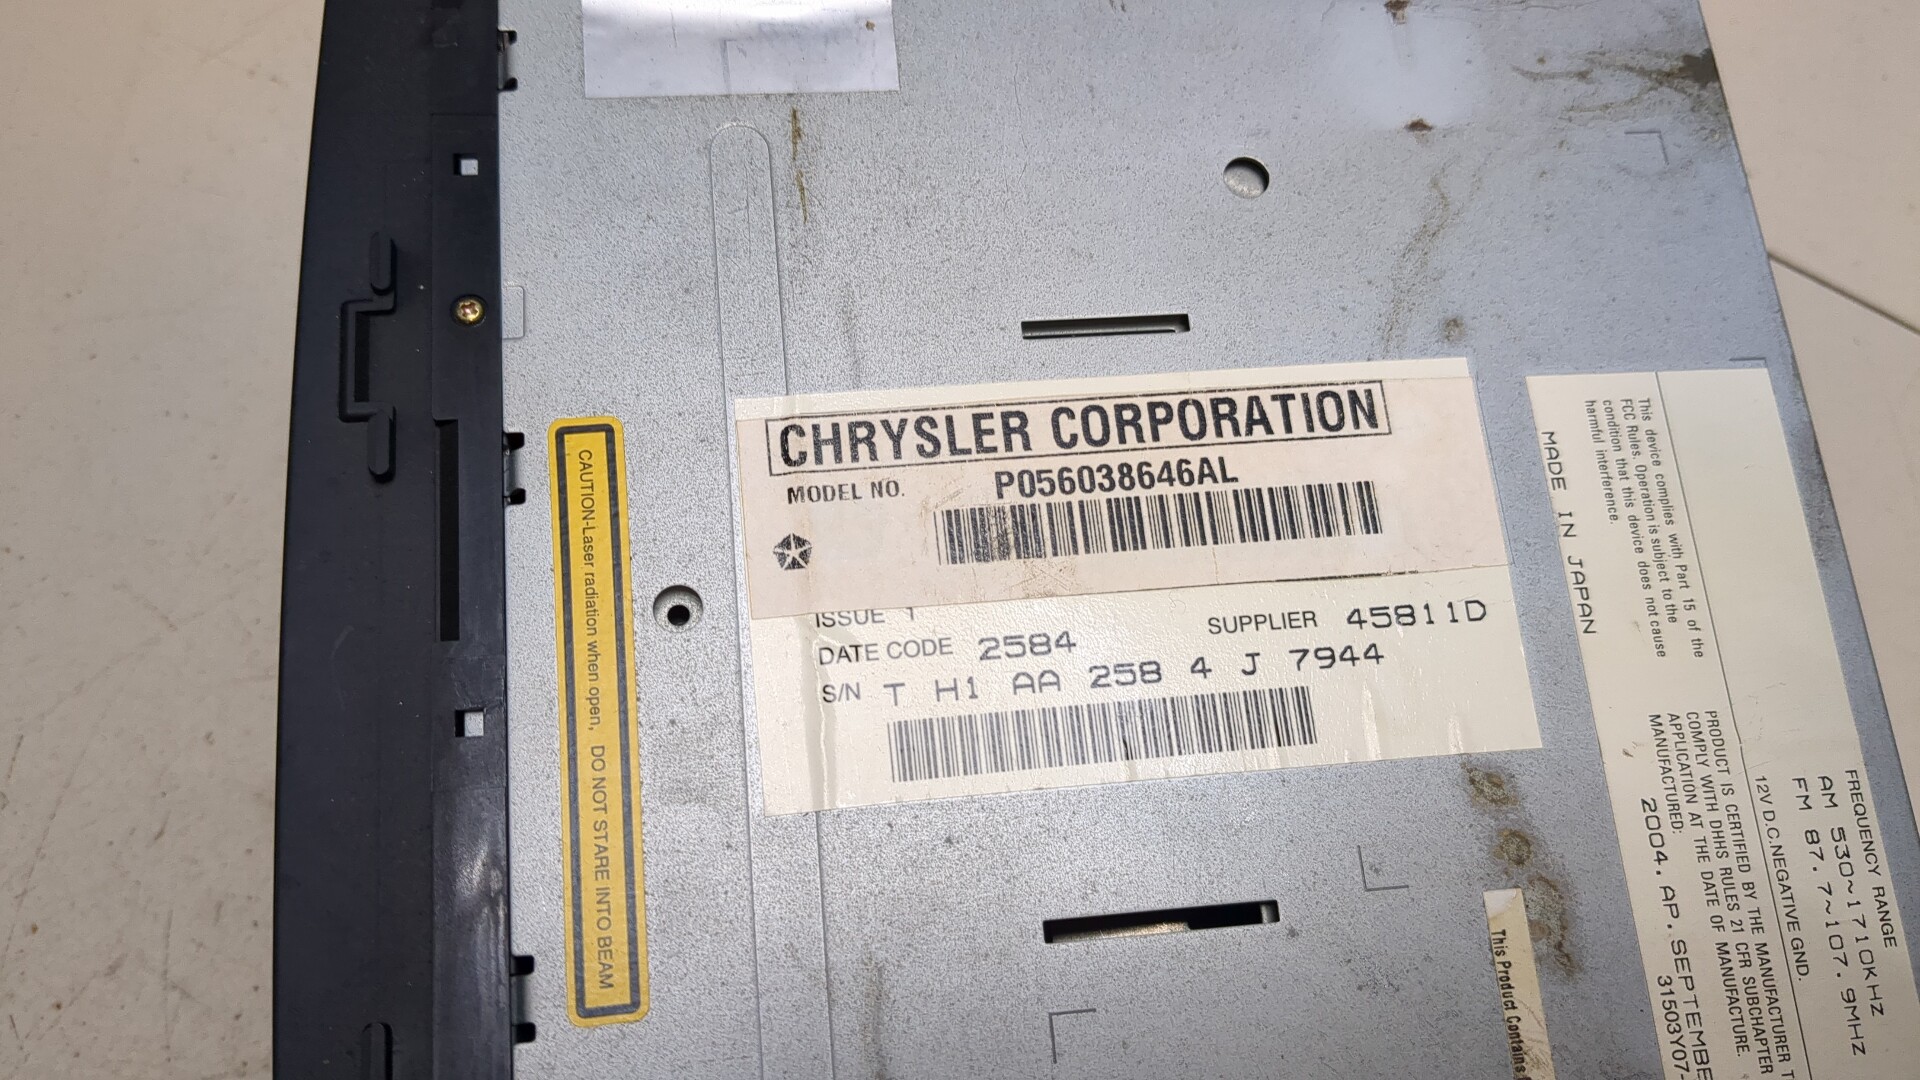 CHRYSLER CORPORATION
MODEL NO. P056038646AL
ISSUE 1
DATE CODE 2584 SUPPLIER 45811D
S/N T H1 AA 258 4 J 7944
CAUTION-Laser radiation when open, DO NOT STARE INTO BEAM
This device complies with Part 15 of the
FCC Rules. Operation is subject to the
condition that this device does not cause
harmful interference.
MADE IN JAPAN
FREQUENCY RANGE
AM 530~1710KHZ
FM 87.7~107.9MHZ
12V D.C.NEGATIVE GND.
PRODUCT IS CERTIFIED BY THE MANUFACTURER T
COMPLY WITH DHHS RULES 21 CFR SUBCHAPTER
APPLICATION AT THE DATE OF MANUFACTURE.
MANUFACTURED:
2004. AP. SEPTEMBE
31503Y07-
This Product Contains